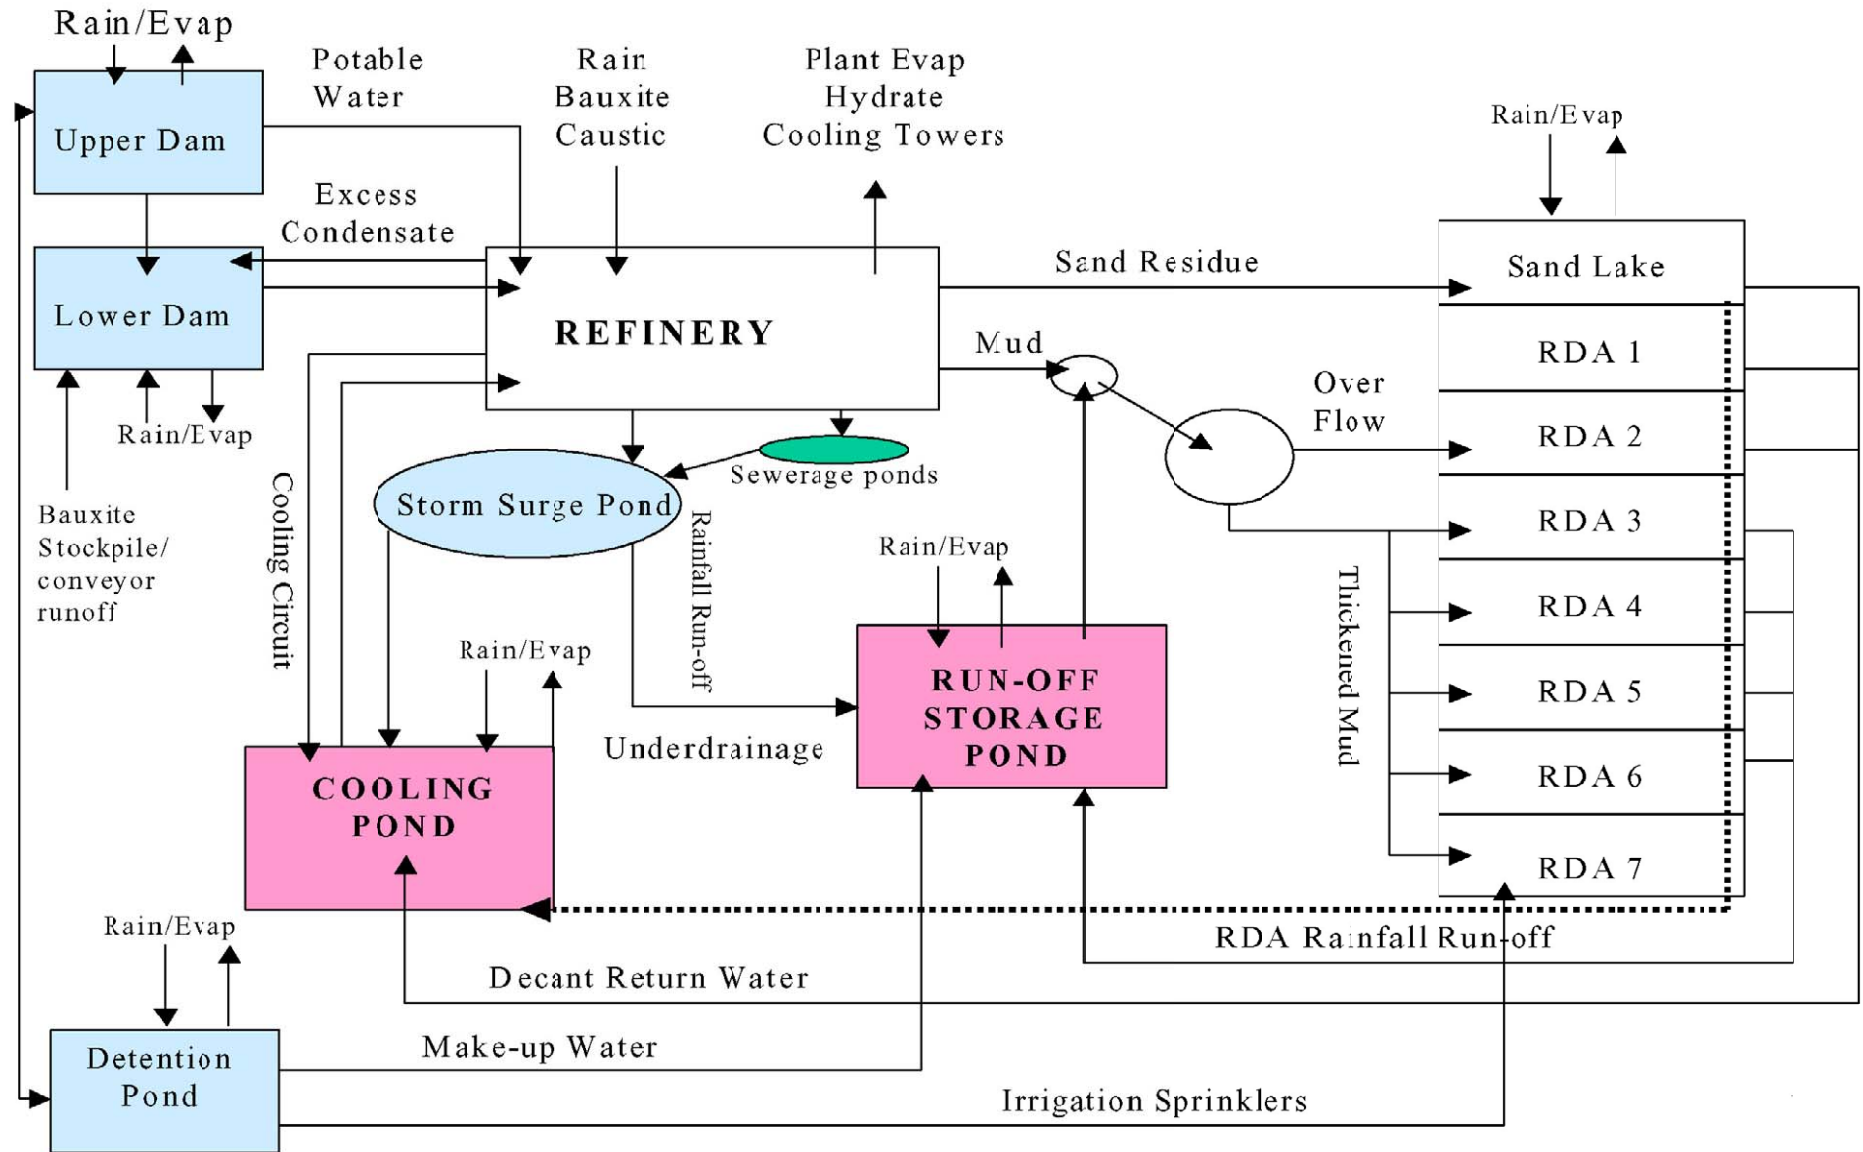 Rain/Evap
Potable
Water
Rain
Bauxite
Caustic
Plant Evap
Hydrate
Cooling Towers
Rain/Evap
Upper Dam
Excess
Condensate
Lower Dam
REFINERY
Sand Residue
Sand Lake
Mud
RDA 1
Over
Flow
RDA 2
Rain/Evap
Sewerage ponds
Storm Surge Pond
Bauxite
Stockpile/
conveyor
runoff
Cooling Circuit
Rainfall Run-off
Rain/Evap
RDA 3
Thickened Mud
RDA 4
Rain/Evap
RUN-OFF
STORAGE
POND
RDA 5
Underdrainage
COOLING
POND
RDA 6
RDA 7
Rain/Evap
RDA Rainfall Run-off
Decant Return Water
Detention
Pond
Make-up Water
Irrigation Sprinklers